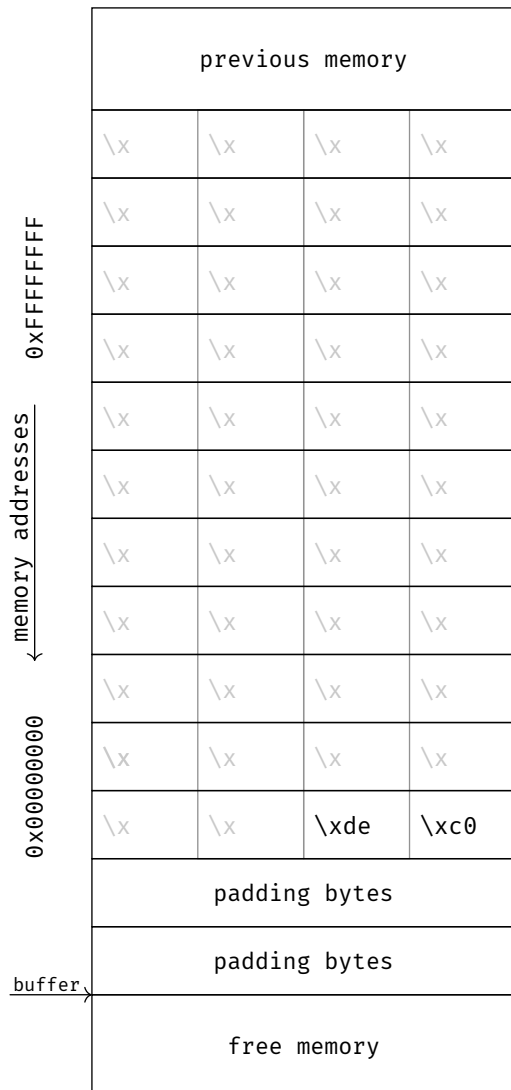 previous memory
\x \x \x \x
\x \x \x \x
0xFFFFFFFF
\x \x \x \x
\x \x \x \x
\x \x \x \x
\x \x \x \x
memory addresses
\x \x \x \x
\x \x \x \x
\x \x \x \x
\x \x \x \x
0x00000000
\x \x \xde \xc0
padding bytes
padding bytes
buffer
free memory